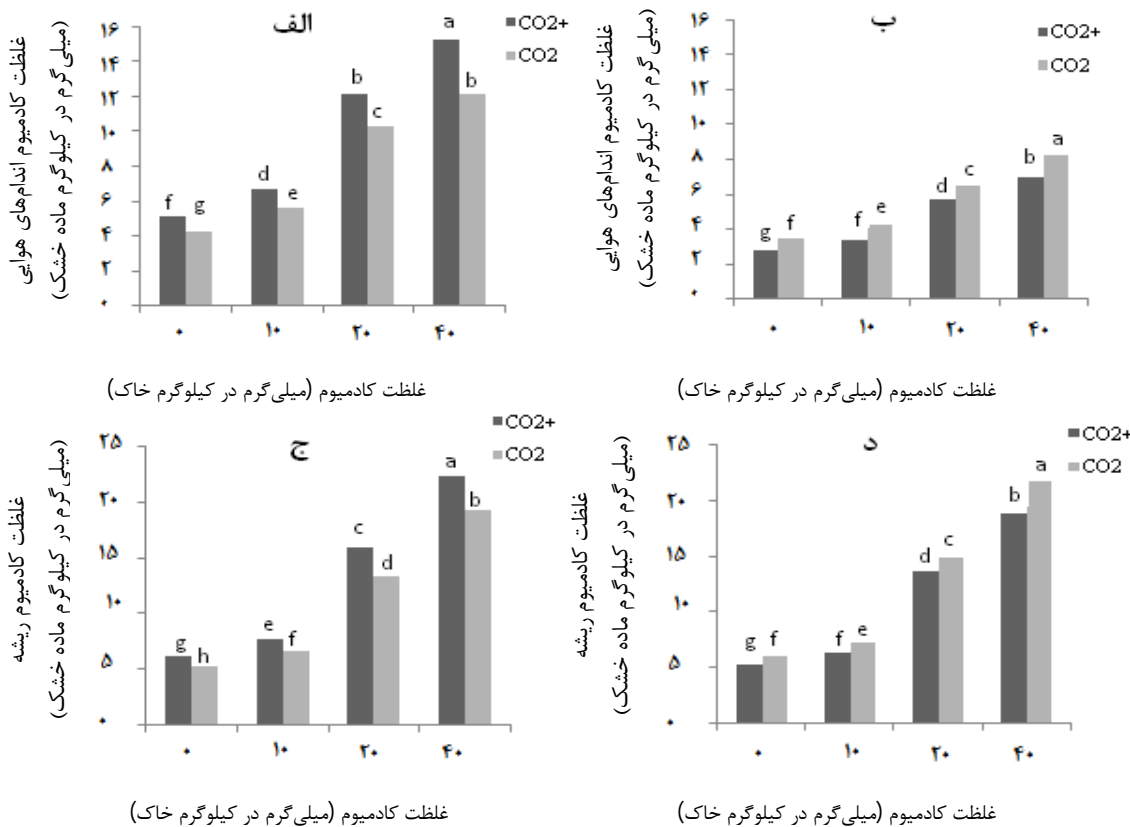 الف
CO2+
CO2
غلظت کادمیوم اندام‌های هوایی
(میلی‌گرم در کیلوگرم ماده خشک)
۱۶
۱۴
۱۲
۱۰
۸
۶
۴
۲
۰
f g d e b c a b
۰ ۱۰ ۲۰ ۴۰
غلظت کادمیوم (میلی‌گرم در کیلوگرم خاک)
ب
CO2+
CO2
غلظت کادمیوم اندام‌های هوایی
(میلی‌گرم در کیلوگرم ماده خشک)
۱۶
۱۴
۱۲
۱۰
۸
۶
۴
۲
۰
g f f e d c b a
۰ ۱۰ ۲۰ ۴۰
غلظت کادمیوم (میلی‌گرم در کیلوگرم خاک)
ج
CO2+
CO2
غلظت کادمیوم ریشه
(میلی‌گرم در کیلوگرم ماده خشک)
۲۵
۲۰
۱۵
۱۰
۵
۰
g h e f c d a b
۰ ۱۰ ۲۰ ۴۰
غلظت کادمیوم (میلی‌گرم در کیلوگرم خاک)
د
CO2+
CO2
غلظت کادمیوم ریشه
(میلی‌گرم در کیلوگرم ماده خشک)
۲۵
۲۰
۱۵
۱۰
۵
۰
g f f e d c b a
۰ ۱۰ ۲۰ ۴۰
غلظت کادمیوم (میلی‌گرم در کیلوگرم خاک)